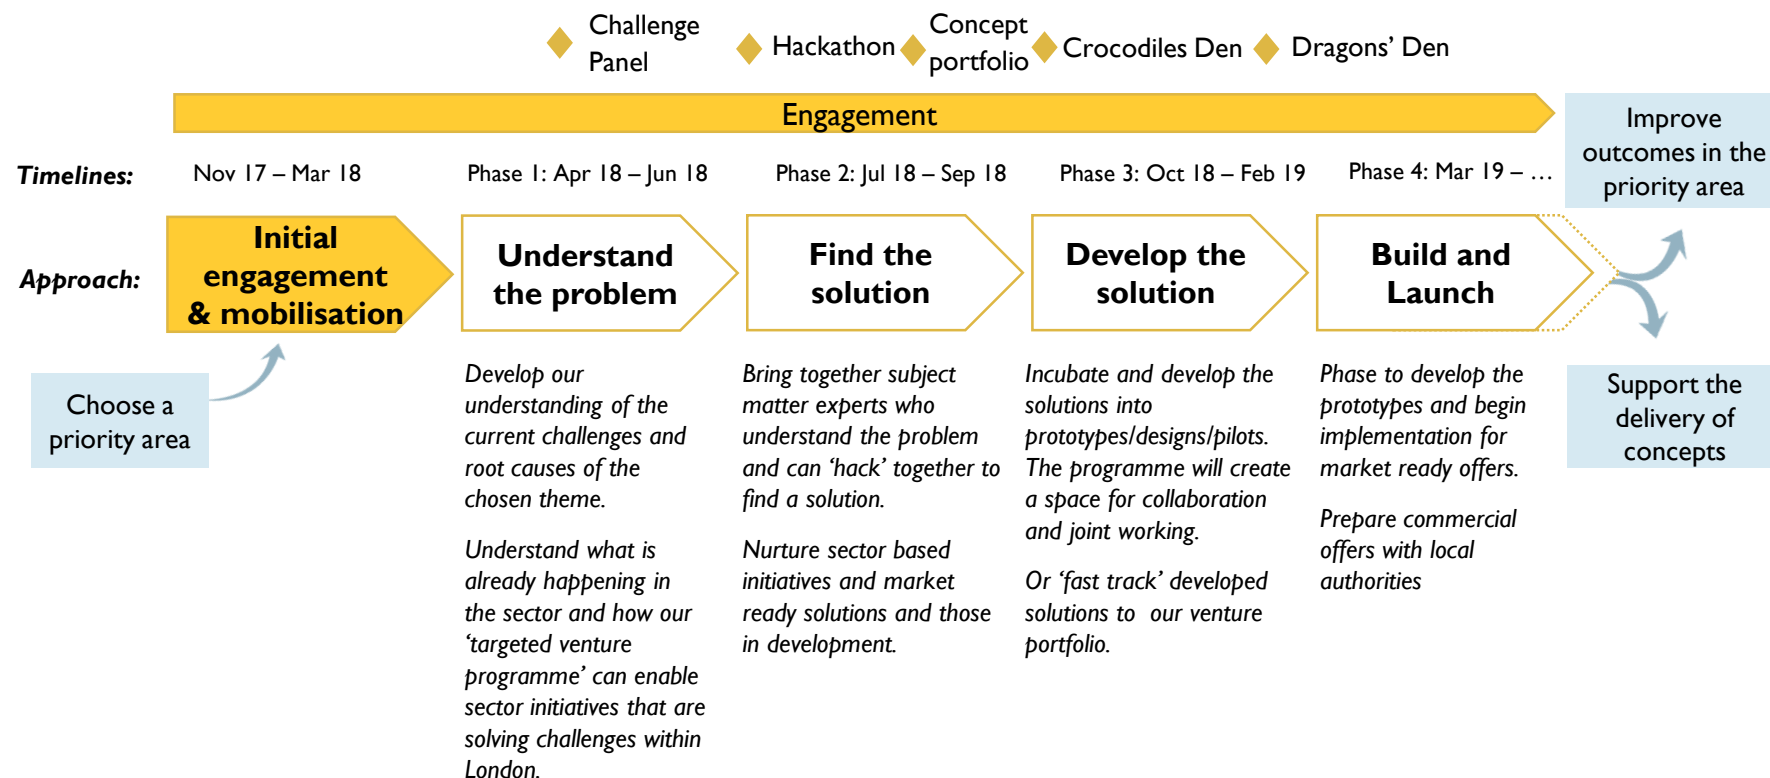 Challenge
Panel
Hackathon
Concept
portfolio
Crocodiles Den
Dragons’ Den
Engagement
Timelines:
Nov 17 – Mar 18
Phase 1: Apr 18 – Jun 18
Phase 2: Jul 18 – Sep 18
Phase 3: Oct 18 – Feb 19
Phase 4: Mar 19 – …
Improve
outcomes in the
priority area
Approach:
Initial
engagement
& mobilisation
Understand
the problem
Find the
solution
Develop the
solution
Build and
Launch
Choose a
priority area
Develop our
understanding of the
current challenges and
root causes of the
chosen theme.
Understand what is
already happening in
the sector and how our
‘targeted venture
programme’ can enable
sector initiatives that are
solving challenges within
London.
Bring together subject
matter experts who
understand the problem
and can ‘hack’ together to
find a solution.
Nurture sector based
initiatives and market
ready solutions and those
in development.
Incubate and develop the
solutions into
prototypes/designs/pilots.
The programme will create
a space for collaboration
and joint working.
Or ‘fast track’ developed
solutions to our venture
portfolio.
Phase to develop the
prototypes and begin
implementation for
market ready offers.
Prepare commercial
offers with local
authorities
Support the
delivery of
concepts